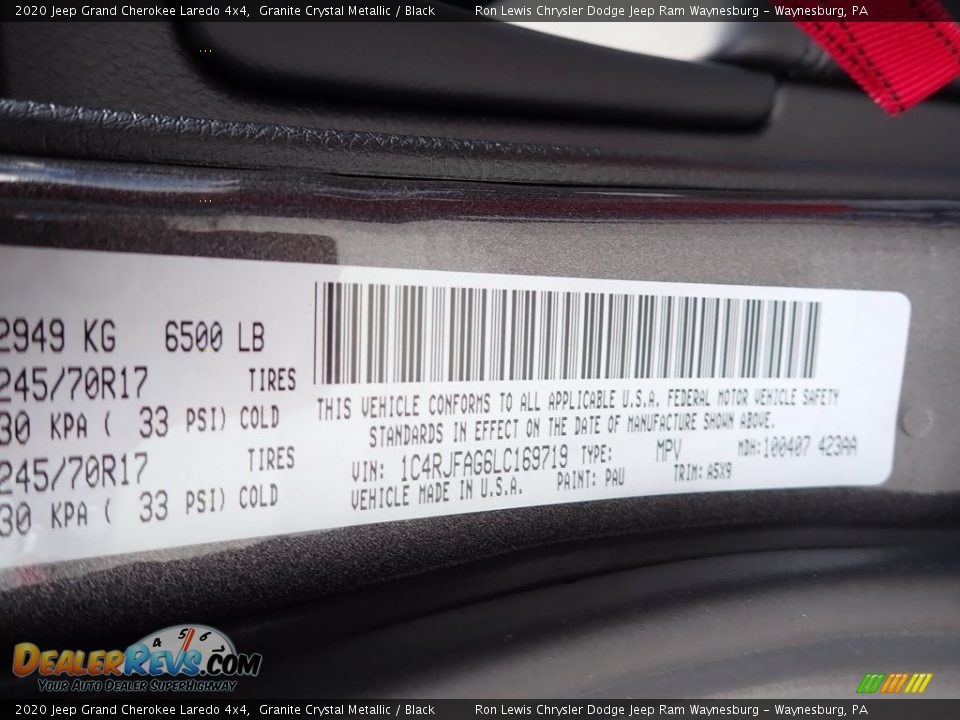 2020 Jeep Grand Cherokee Laredo 4x4, Granite Crystal Metallic / Black Ron Lewis Chrysler Dodge Jeep Ram Waynesburg - Waynesburg, PA
2949 KG 6500 LB
245/70R17 TIRES
30 KPA ( 33 PSI) COLD
245/70R17 TIRES
30 KPA ( 33 PSI) COLD
THIS VEHICLE CONFORMS TO ALL APPLICABLE U.S.A. FEDERAL MOTOR VEHICLE SAFETY
STANDARDS IN EFFECT ON THE DATE OF MANUFACTURE SHOWN ABOVE.
VIN: 1C4RJFAG6LC169719 TYPE: MPV MDH:100407 423AA
VEHICLE MADE IN U.S.A. PAINT: PAU TRIM: A5X9
4 5 6
DealerRevs.com
Your Auto Dealer SuperHighway
2020 Jeep Grand Cherokee Laredo 4x4, Granite Crystal Metallic / Black Ron Lewis Chrysler Dodge Jeep Ram Waynesburg - Waynesburg, PA